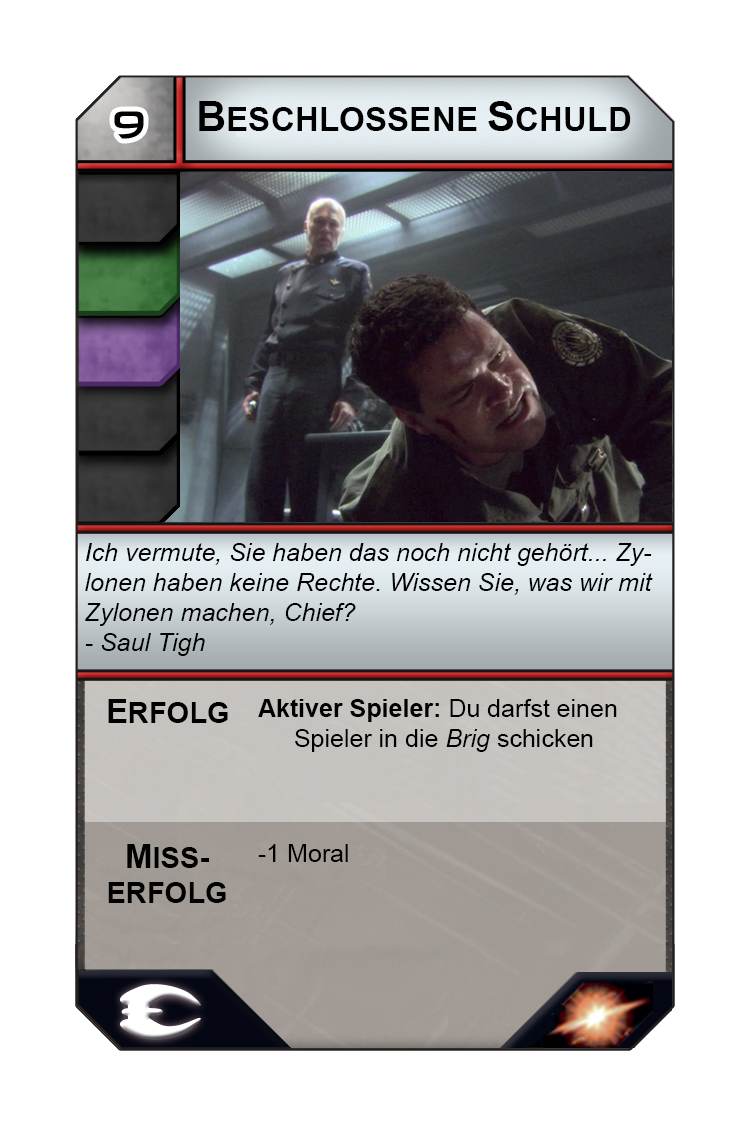 9
BESCHLOSSENE SCHULD
Ich vermute, Sie haben das noch nicht gehört... Zy-
lonen haben keine Rechte. Wissen Sie, was wir mit
Zylonen machen, Chief?
- Saul Tigh
ERFOLG
Aktiver Spieler: Du darfst einen
Spieler in die Brig schicken
MISS-
ERFOLG
-1 Moral